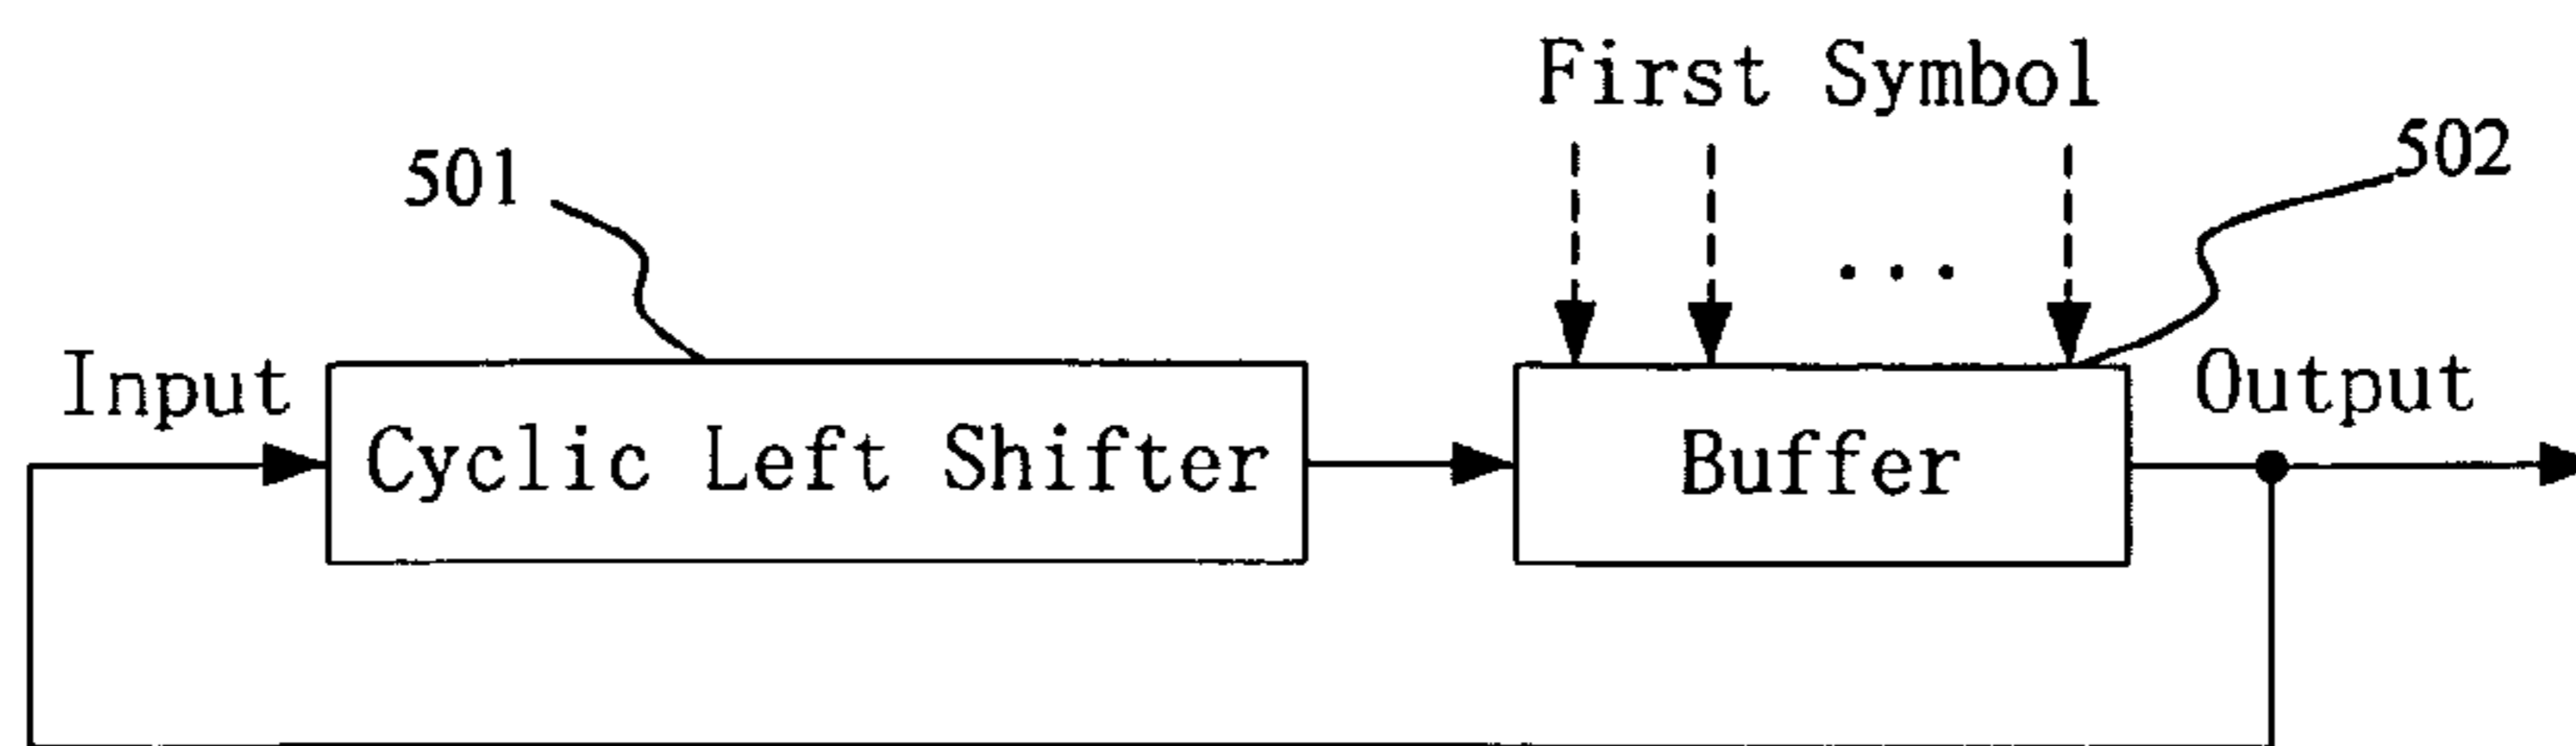 First Symbol
501
502
Input
Cyclic Left Shifter
Buffer
Output